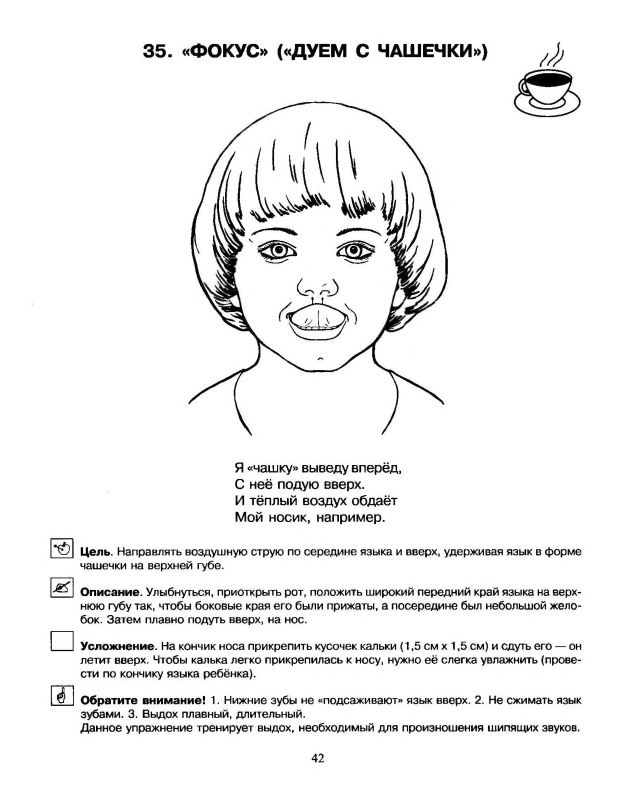 35. «ФОКУС» («ДУЕМ С ЧАШЕЧКИ»)
Я «чашку» выведу вперёд,
С неё подую вверх.
И тёплый воздух обдаёт
Мой носик, например.
Цель. Направлять воздушную струю по середине языка и вверх, удерживая язык в форме
чашечки на верхней губе.
Описание. Улыбнуться, приоткрыть рот, положить широкий передний край языка на верх-
нюю губу так, чтобы боковые края его были прижаты, а посередине был небольшой жело-
бок. Затем плавно подуть вверх, на нос.
Усложнение. На кончик носа прикрепить кусочек кальки (1,5 см х 1,5 см) и сдуть его — он
летит вверх. Чтобы калька легко прикрепилась к носу, нужно её слегка увлажнить (прове-
сти по кончику языка ребёнка).
Обратите внимание! 1. Нижние зубы не «подсаживают» язык вверх. 2. Не сжимать язык
зубами. 3. Выдох плавный, длительный.
Данное упражнение тренирует выдох, необходимый для произношения шипящих звуков.
42